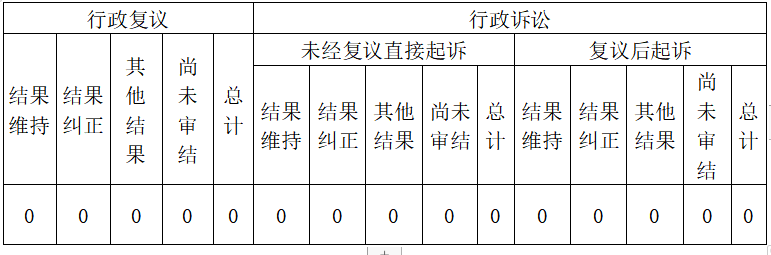 行政复议 行政诉讼
未经复议直接起诉 复议后起诉
结果维持 结果纠正 其他结果 尚未审结 总计 结果维持 结果纠正 其他结果 尚未审结 总计 结果维持 结果纠正 其他结果 尚未审结 总计
0 0 0 0 0 0 0 0 0 0 0 0 0 0 0